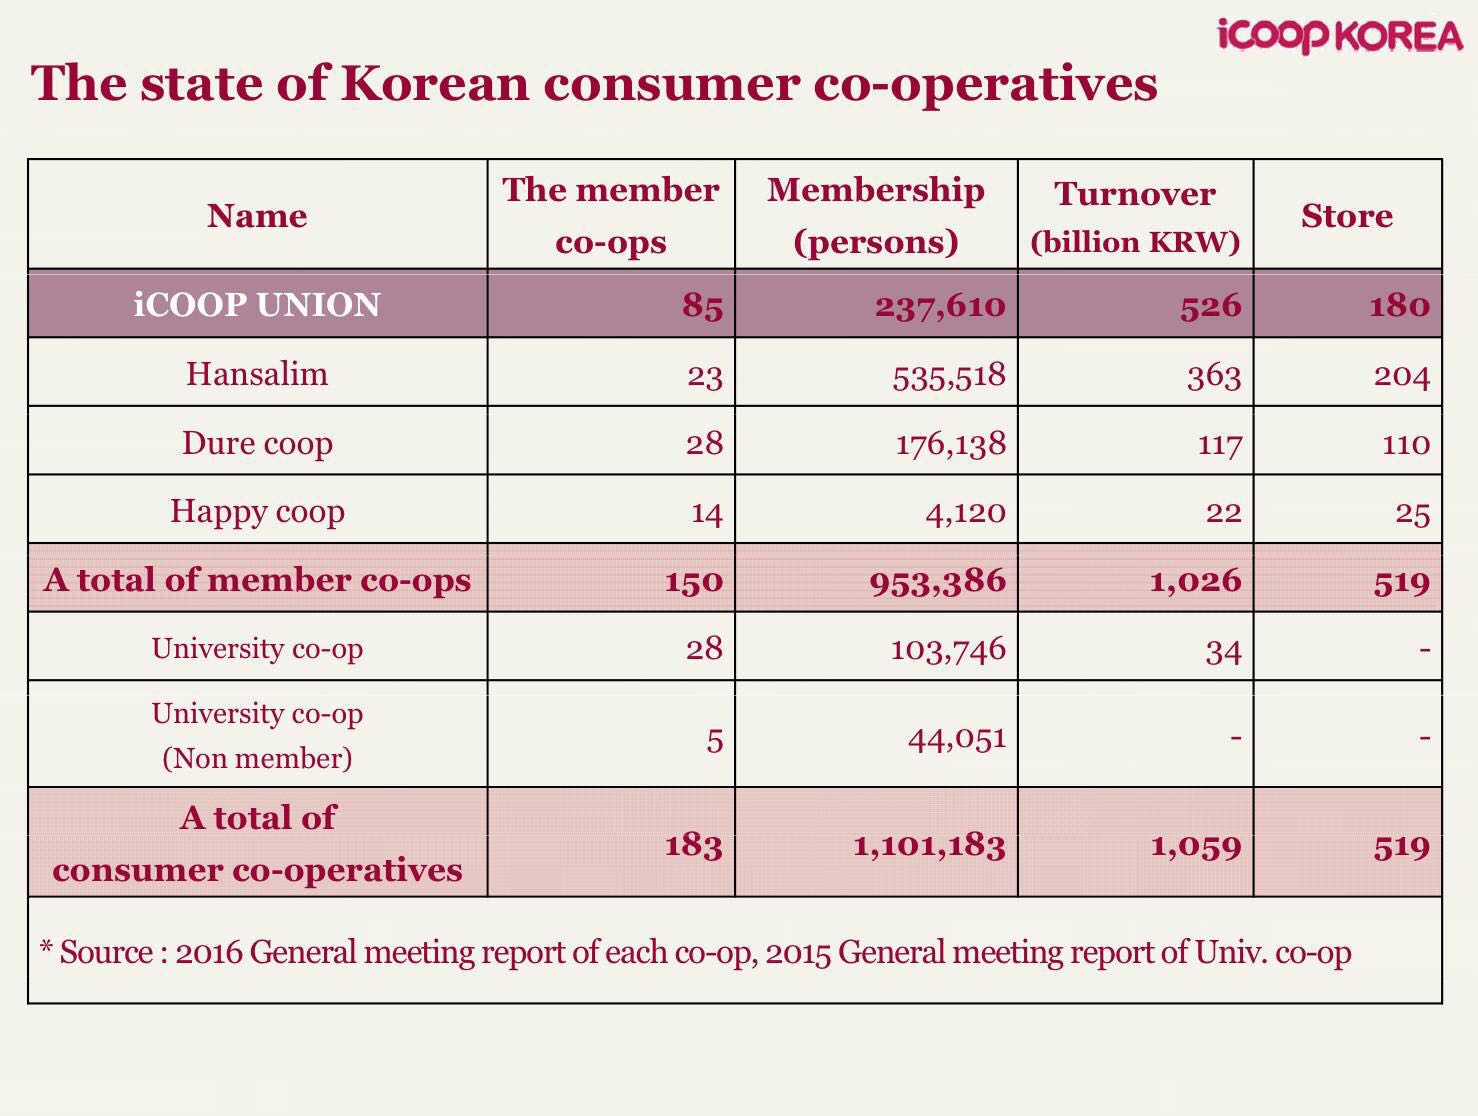 iCOOP KOREA
The state of Korean consumer co-operatives
Name
The member
co-ops
Membership
(persons)
Turnover
(billion KRW)
Store
iCOOP UNION 85 237,610 526 180
Hansalim 23 535,518 363 204
Dure coop 28 176,138 117 110
Happy coop 14 4,120 22 25
A total of member co-ops 150 953,386 1,026 519
University co-op 28 103,746 34 -
University co-op
(Non member)
5 44,051 - -
A total of
consumer co-operatives
183 1,101,183 1,059 519
* Source : 2016 General meeting report of each co-op, 2015 General meeting report of Univ. co-op